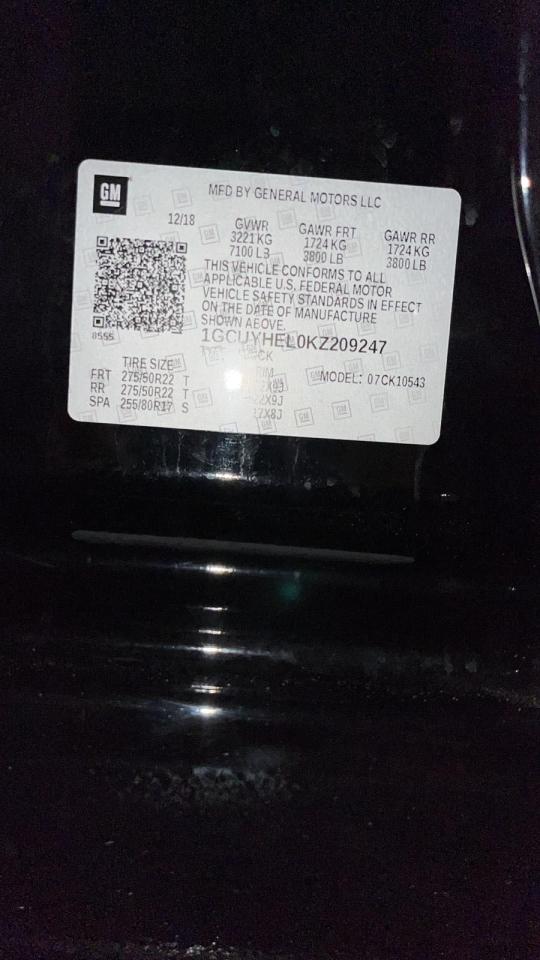 GM
MFD BY GENERAL MOTORS LLC
12/18 GVWR GAWR FRT GAWR RR
3221 KG 1724 KG 1724 KG
7100 LB 3800 LB 3800 LB
THIS VEHICLE CONFORMS TO ALL
APPLICABLE U.S. FEDERAL MOTOR
VEHICLE SAFETY STANDARDS IN EFFECT
ON THE DATE OF MANUFACTURE
SHOWN ABOVE.
8555
1GCUYHEL0KZ209247
TIRE SIZE RIM MODEL: 07CK10543
FRT 275/50R22 T
RR 275/50R22 T
SPA 255/80R17 S